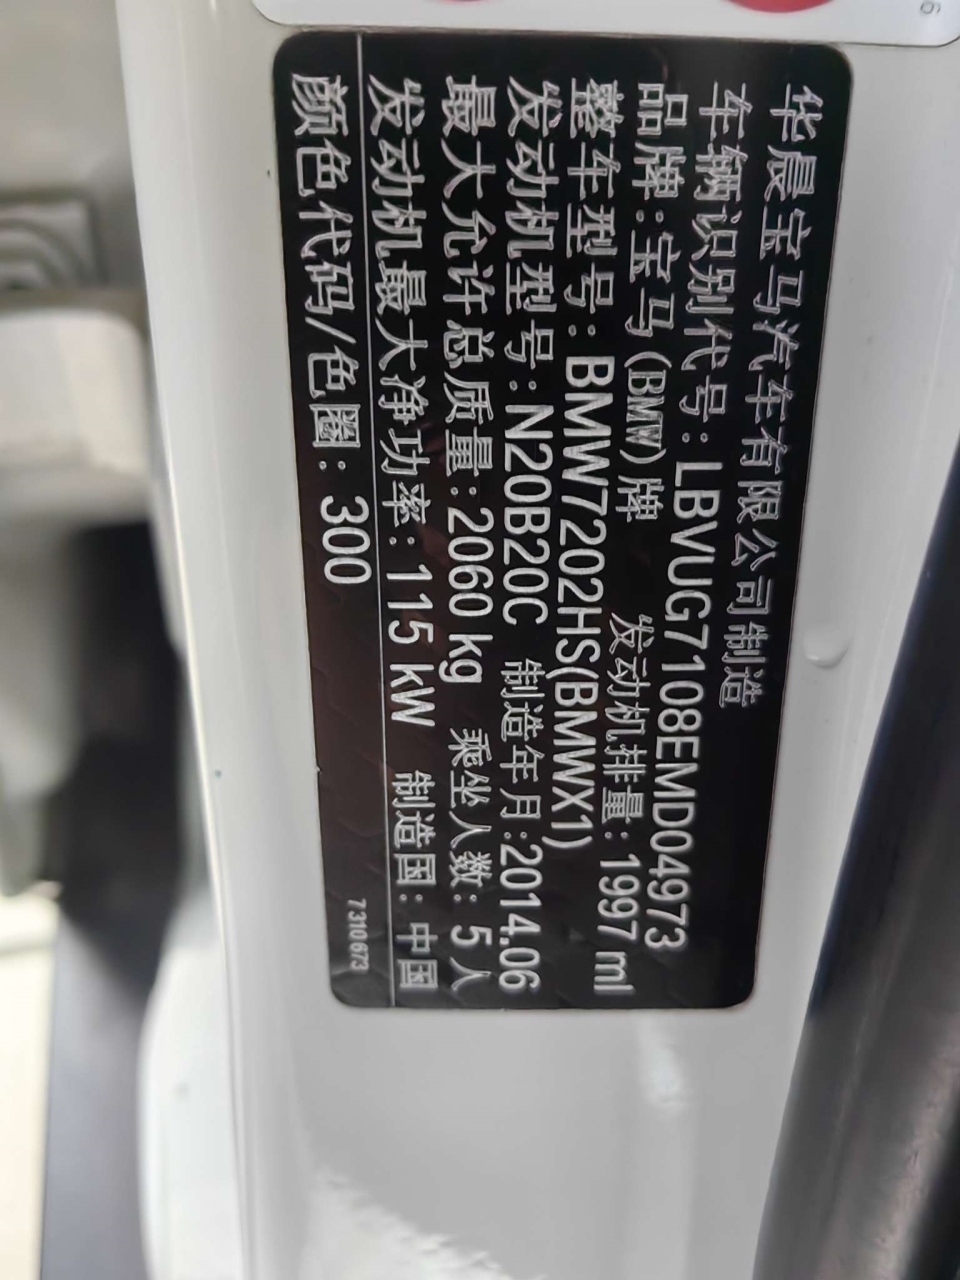 华晨宝马汽车有限公司制造
车辆识别代号:LBVUG7108EMD04973
品牌:宝马(BMW)牌 发动机排量:1997 ml
整车型号:BMW7202HS(BMWX1)
发动机型号:N20B20C 制造年月:2014.06
最大允许总质量:2060 kg 乘坐人数:5人
发动机最大净功率:115 kW 制造国:中国
颜色代码/色圈:300
7310673
6